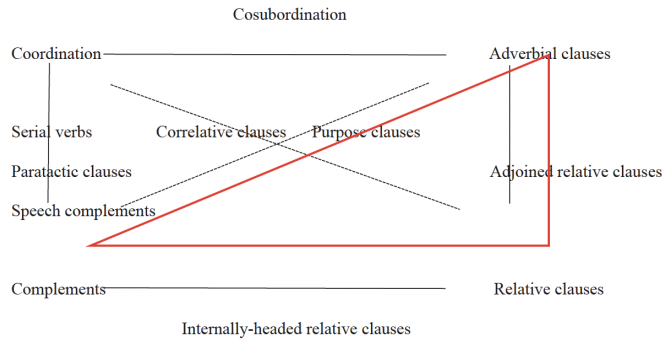 Cosubordination
Coordination Adverbial clauses
Serial verbs Correlative clauses Purpose clauses
Paratactic clauses Adjoined relative clauses
Speech complements
Complements Relative clauses
Internally-headed relative clauses